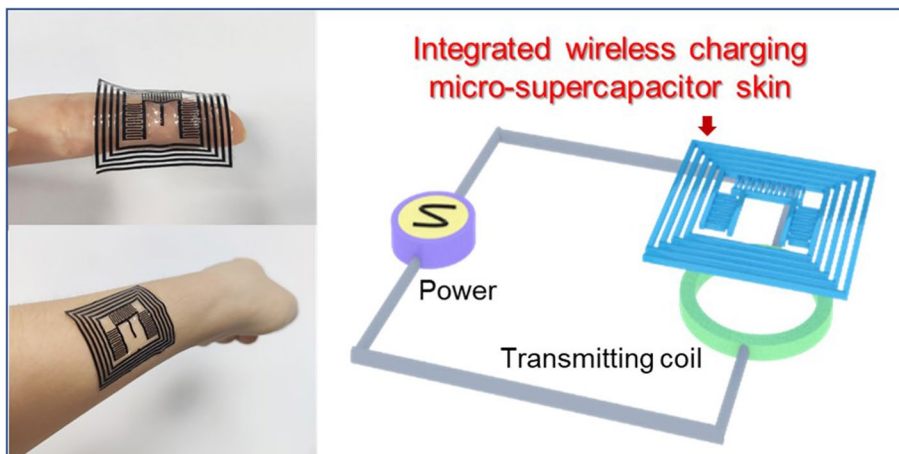 Integrated wireless charging
micro-supercapacitor skin
Power
Transmitting coil